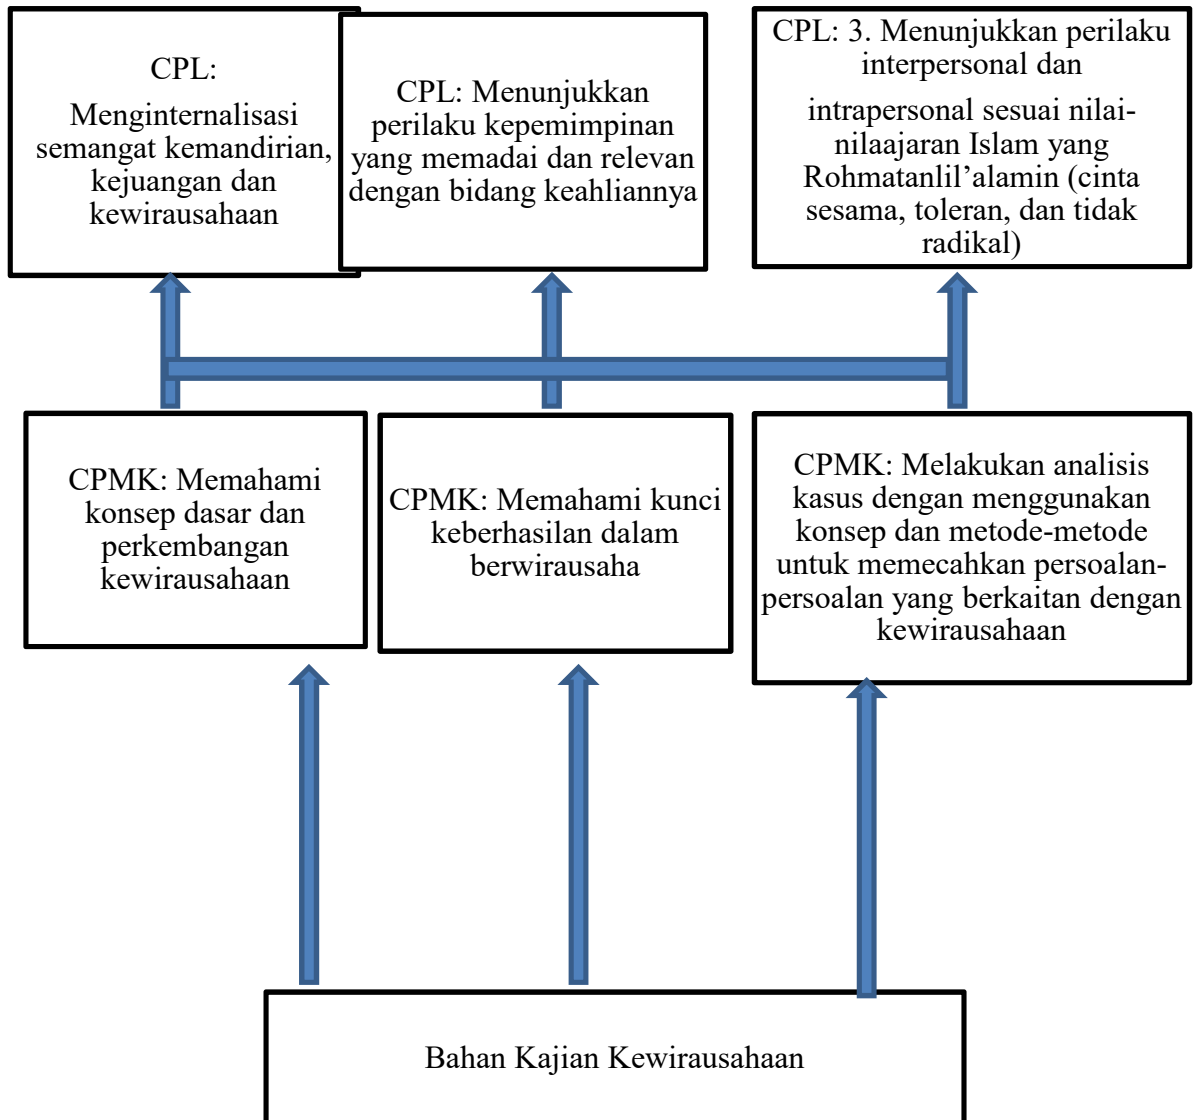 CPL:
Menginternalisasi
semangat kemandirian,
kejuangan dan
kewirausahaan
CPL: Menunjukkan
perilaku kepemimpinan
yang memadai dan relevan
dengan bidang keahliannya
CPL: 3. Menunjukkan perilaku
interpersonal dan
intrapersonal sesuai nilai-
nilaajaran Islam yang
Rohmatanlil’alamin (cinta
sesama, toleran, dan tidak
radikal)
CPMK: Memahami
konsep dasar dan
perkembangan
kewirausahaan
CPMK: Memahami kunci
keberhasilan dalam
berwirausaha
CPMK: Melakukan analisis
kasus dengan menggunakan
konsep dan metode-metode
untuk memecahkan persoalan-
persoalan yang berkaitan dengan
kewirausahaan
Bahan Kajian Kewirausahaan